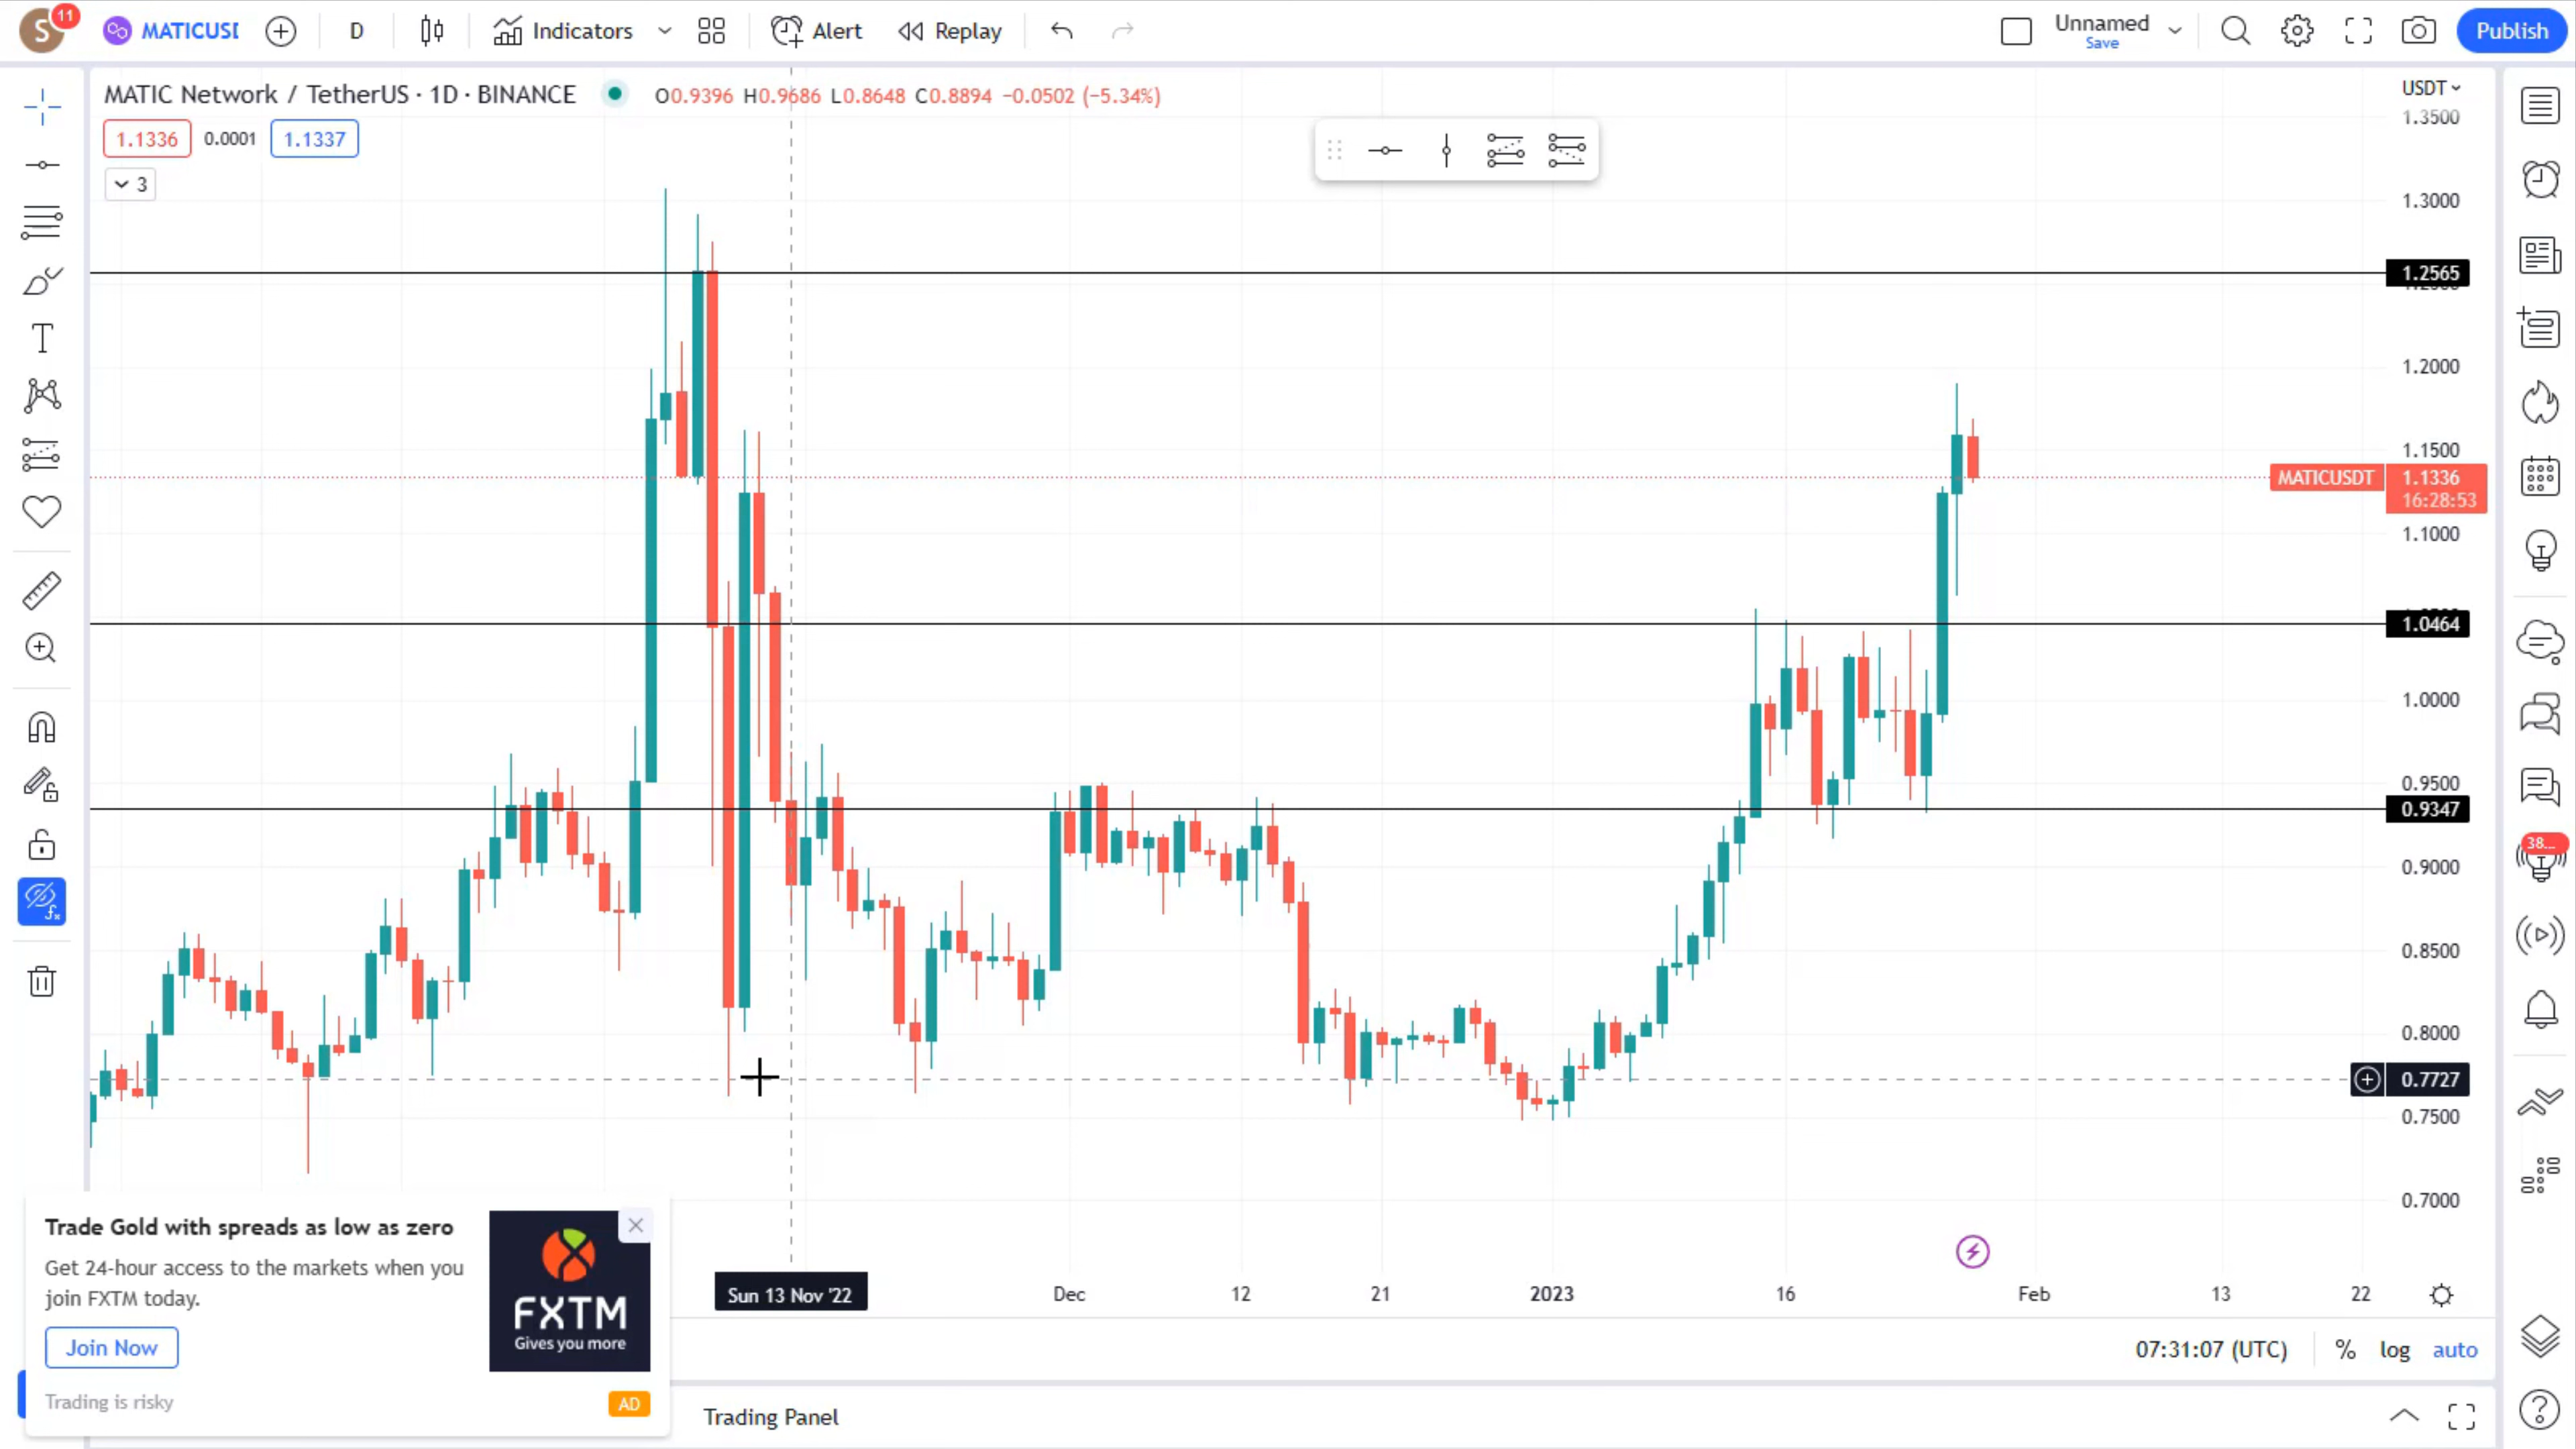 S 11 MATICUSI D Indicators Alert Replay Unnamed Save Publish
MATIC Network / TetherUS · 1D · BINANCE O0.9396 H0.9686 L0.8648 C0.8894 −0.0502 (−5.34%)
USDT
1.3500
1.1336 0.0001 1.1337
3
1.3000
1.2565
1.2000
1.1500
MATICUSDT 1.1336
16:28:53
1.1000
1.0464
1.0000
0.9500
0.9347
38...
0.9000
0.8500
0.8000
0.7727
0.7500
0.7000
Trade Gold with spreads as low as zero
Get 24-hour access to the markets when you
join FXTM today.
Join Now
Trading is risky
FXTM
Gives you more
AD
Sun 13 Nov '22 Dec 12 21 2023 16 Feb 13 22
07:31:07 (UTC) % log auto
Trading Panel